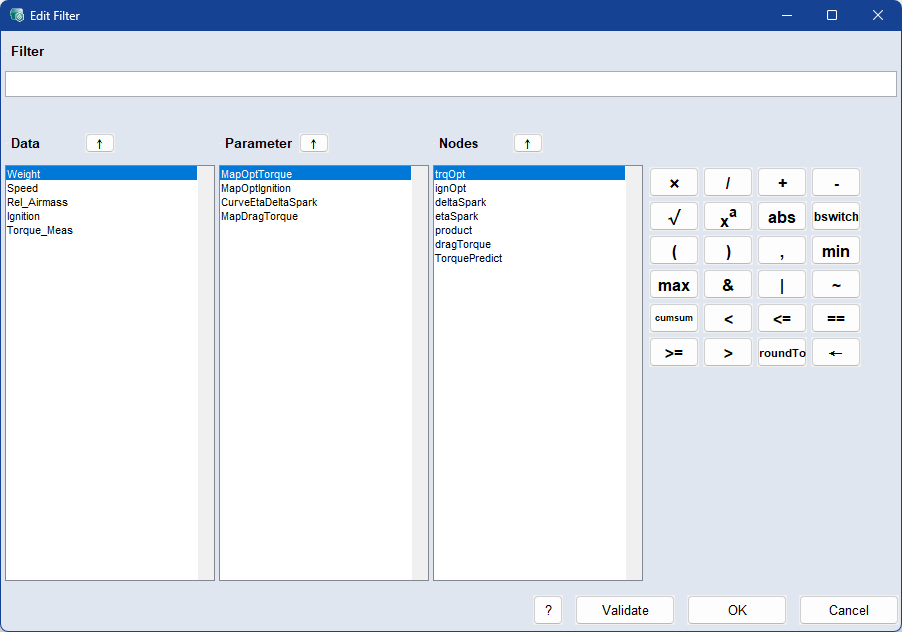 Edit Filter
Filter
Data ↑ Parameter ↑ Nodes ↑
Weight
Speed
Rel_Airmass
Ignition
Torque_Meas
MapOptTorque
MapOptIgnition
CurveEtaDeltaSpark
MapDragTorque
trqOpt
ignOpt
deltaSpark
etaSpark
product
dragTorque
TorquePredict
× / + -
√ xª abs bswitch
( ) , min
max & | ~
cumsum < <= ==
>= > roundTo ←
? Validate OK Cancel